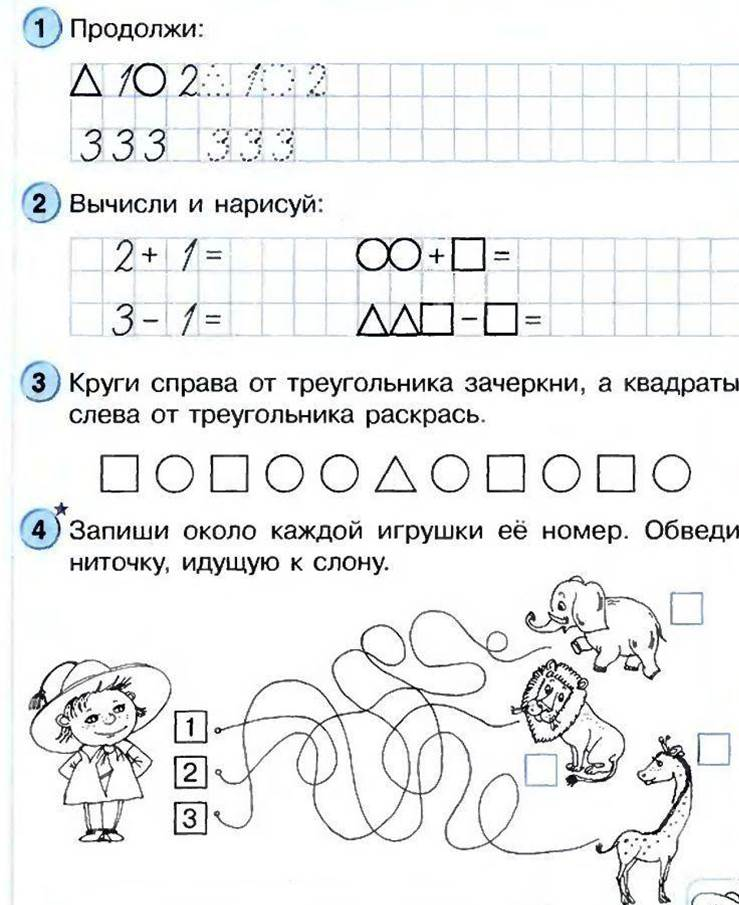 1 Продолжи:
△ 1 ○ 2 △ 1 ○ 2
3 3 3 3 3 3
2 Вычисли и нарисуй:
2 + 1 = ○○ + □ =
3 - 1 = △△□ - □ =
3 Круги справа от треугольника зачеркни, а квадраты
слева от треугольника раскрась.
4 Запиши около каждой игрушки её номер. Обведи
ниточку, идущую к слону.
1
2
3